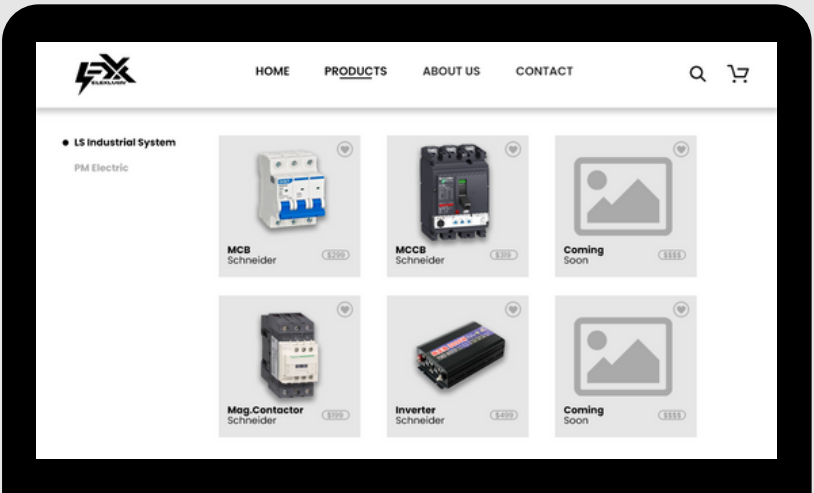 HOME PRODUCTS ABOUT US CONTACT
LS Industrial System
PM Electric
MCB
Schneider
$299
MCCB
Schneider
$319
Coming
Soon
$$$$
Mag.Contactor
Schneider
$199
Inverter
Schneider
$499
Coming
Soon
$$$$